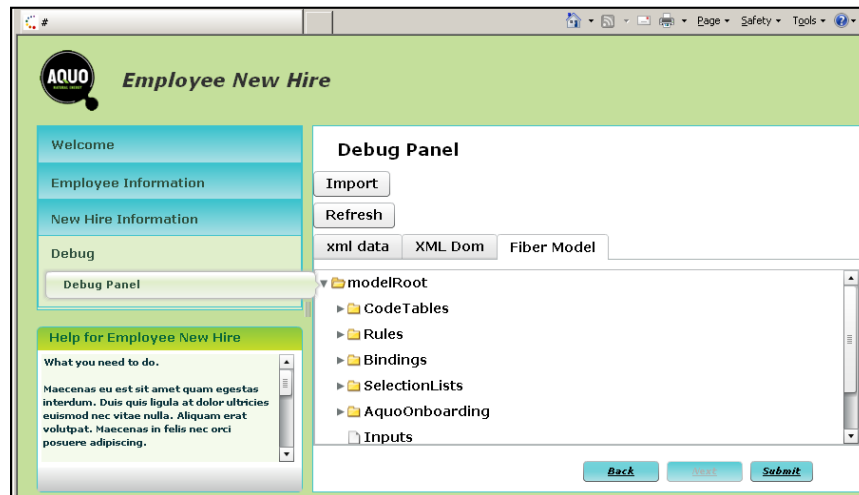 #
Page
Safety
Tools
AQUO
Employee New Hire
Welcome
Employee Information
New Hire Information
Debug
Debug Panel
Help for Employee New Hire
What you need to do.
Maecenas eu est sit amet quam egestas
interdum. Duis quis ligula at dolor ultricies
euismod nec vitae nulla. Aliquam erat
volutpat. Maecenas in felis nec orci
posuere adipiscing.
Debug Panel
Import
Refresh
xml data
XML Dom
Fiber Model
modelRoot
CodeTables
Rules
Bindings
SelectionLists
AquoOnboarding
Inputs
Back
Next
Submit